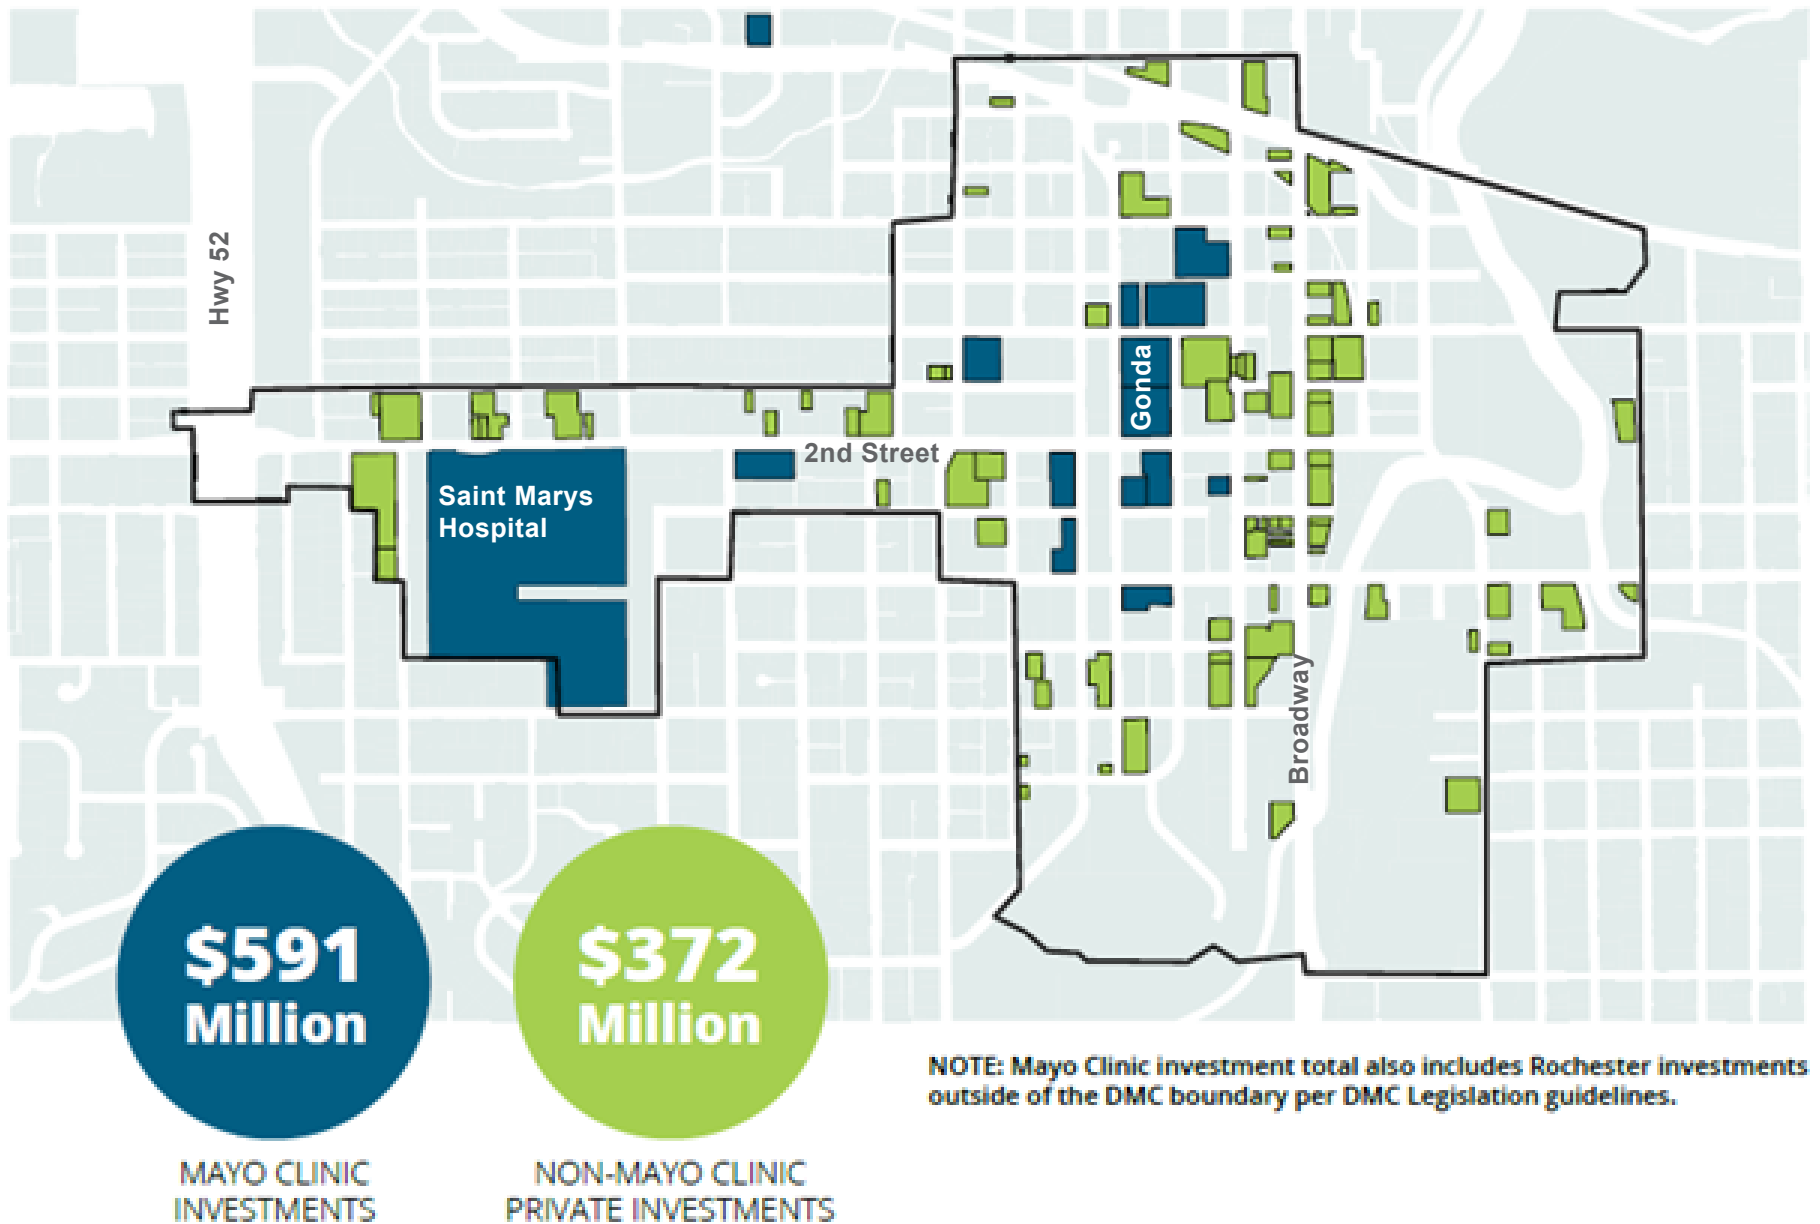 Hwy 52
Gonda
2nd Street
Saint Marys
Hospital
Broadway
$591
Million
$372
Million
NOTE: Mayo Clinic investment total also includes Rochester investments
outside of the DMC boundary per DMC Legislation guidelines.
MAYO CLINIC
INVESTMENTS
NON-MAYO CLINIC
PRIVATE INVESTMENTS